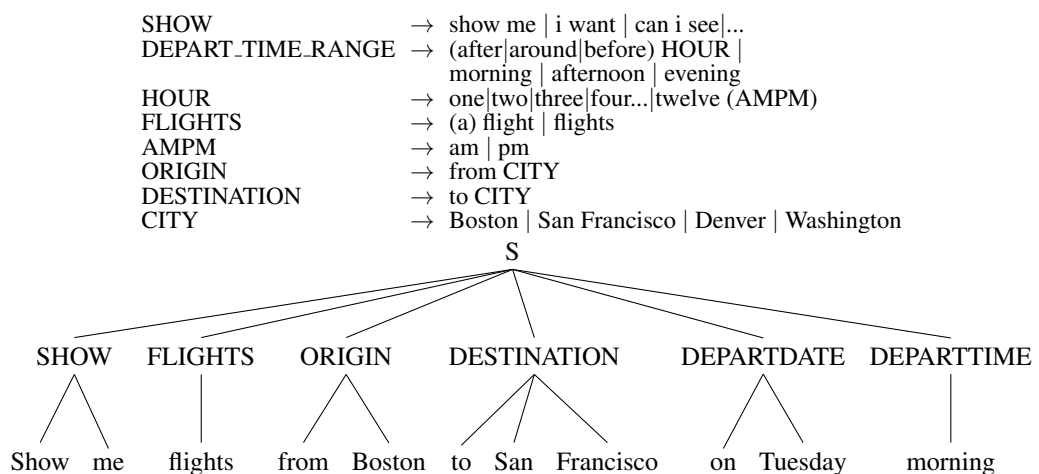 SHOW → show me | i want | can i see|...
DEPART_TIME_RANGE → (after|around|before) HOUR |
morning | afternoon | evening
HOUR → one|two|three|four...|twelve (AMPM)
FLIGHTS → (a) flight | flights
AMPM → am | pm
ORIGIN → from CITY
DESTINATION → to CITY
CITY → Boston | San Francisco | Denver | Washington
S
SHOW FLIGHTS ORIGIN DESTINATION DEPARTDATE DEPARTTIME
Show me flights from Boston to San Francisco on Tuesday morning